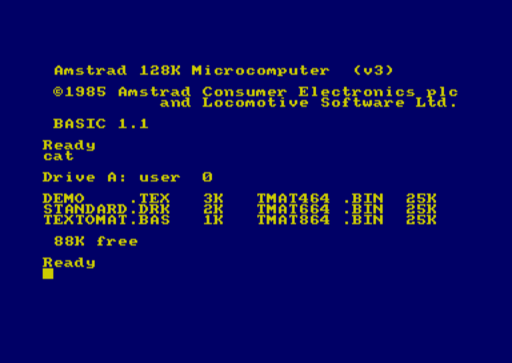 Amstrad 128K Microcomputer  (v3)
©1985 Amstrad Consumer Electronics plc
and Locomotive Software Ltd.
BASIC 1.1
Ready
cat
Drive A: user  0
DEMO    .TEX   3K   TMAT464 .BIN  25K
STANDARD.DRK   2K   TMAT664 .BIN  25K
TEXTOMAT.BAS   1K   TMAT864 .BIN  25K
88K free
Ready